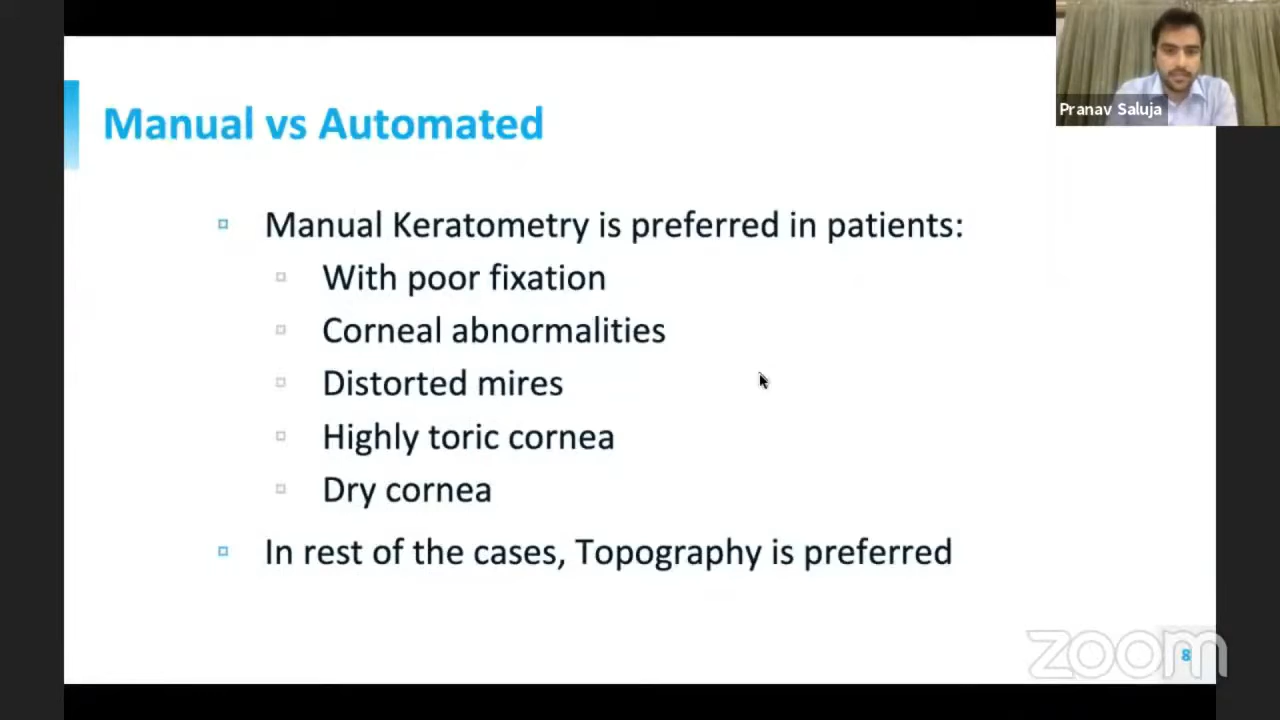 Manual vs Automated
Pranav Saluja
Manual Keratometry is preferred in patients:
With poor fixation
Corneal abnormalities
Distorted mires
Highly toric cornea
Dry cornea
In rest of the cases, Topography is preferred
zoom
8